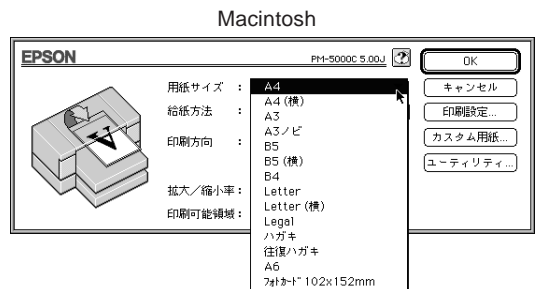 Macintosh
EPSON
PM-5000C 5.00J
?
OK
用紙サイズ :
A4
キャンセル
A4 (横)
給紙方法 :
A3
印刷設定...
A3ノビ
カスタム用紙...
印刷方向 :
B5
B5 (横)
ユーティリティ...
B4
拡大/縮小率 :
Letter
Letter (横)
印刷可能領域 :
Legal
ハガキ
往復ハガキ
A6
フォトカード 102x152mm